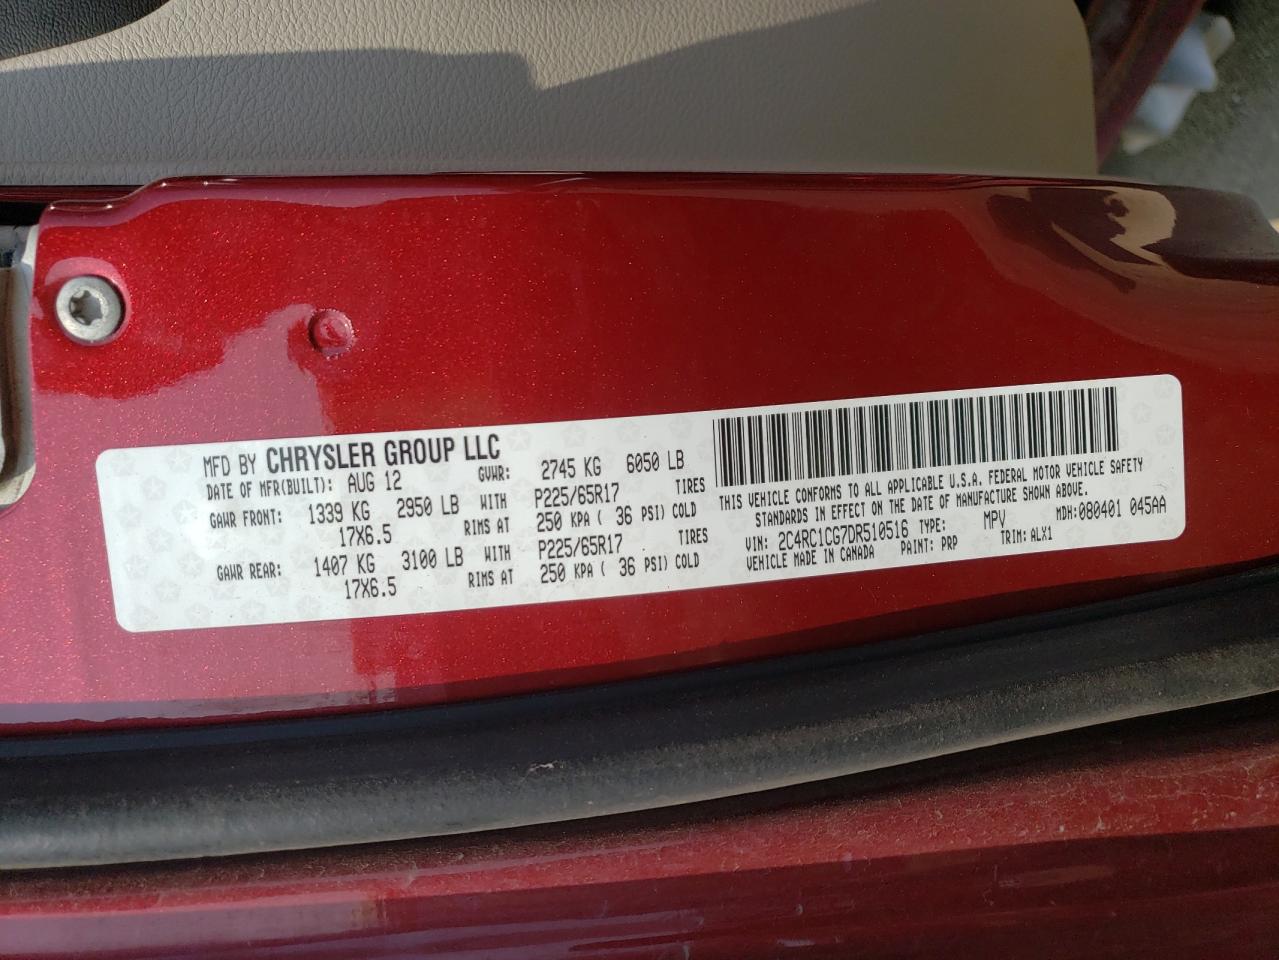 MFD BY CHRYSLER GROUP LLC
DATE OF MFR(BUILT): AUG 12 GVWR: 2745 KG 6050 LB
GAWR FRONT: 1339 KG 2950 LB WITH P225/65R17 TIRES
17X6.5 RIMS AT 250 KPA ( 36 PSI) COLD
GAWR REAR: 1407 KG 3100 LB WITH P225/65R17 TIRES
17X6.5 RIMS AT 250 KPA ( 36 PSI) COLD
THIS VEHICLE CONFORMS TO ALL APPLICABLE U.S.A. FEDERAL MOTOR VEHICLE SAFETY
STANDARDS IN EFFECT ON THE DATE OF MANUFACTURE SHOWN ABOVE.
VIN: 2C4RC1CG7DR510516 TYPE: MPV MDH:080401 045AA
VEHICLE MADE IN CANADA PAINT: PRP TRIM: ALX1